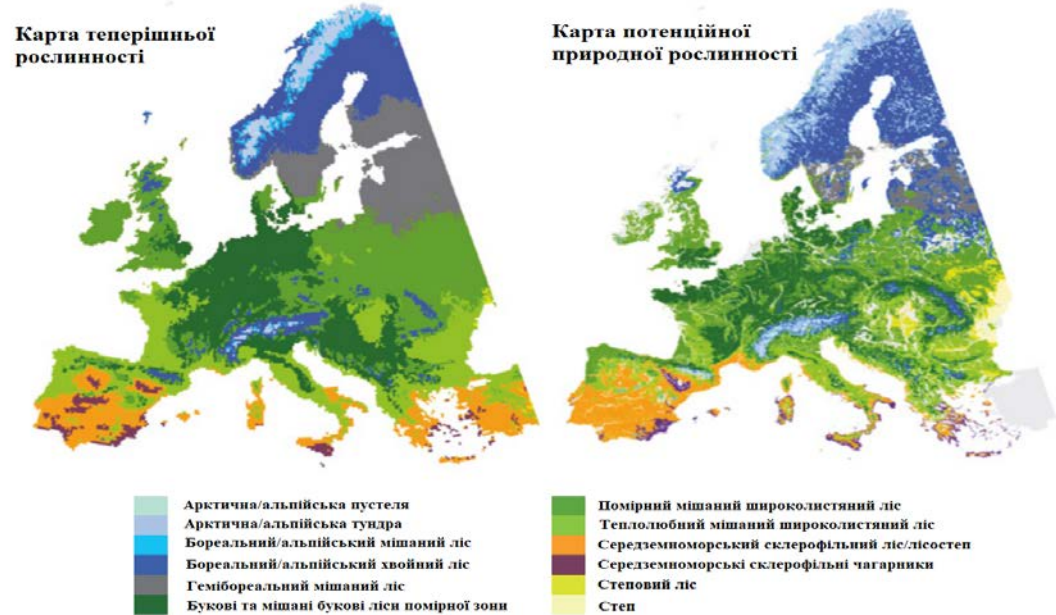 Карта теперішньої
рослинності
Карта потенційної
природної рослинності
Арктична/альпійська пустеля
Арктична/альпійська тундра
Бореальний/альпійський мішаний ліс
Бореальний/альпійський хвойний ліс
Гемібореальний мішаний ліс
Букові та мішані букові ліси помірної зони
Помірний мішаний широколистяний ліс
Теплолюбний мішаний широколистяний ліс
Середземноморський склерофільний ліс/лісостеп
Середземноморські склерофільні чагарники
Степовий ліс
Степ